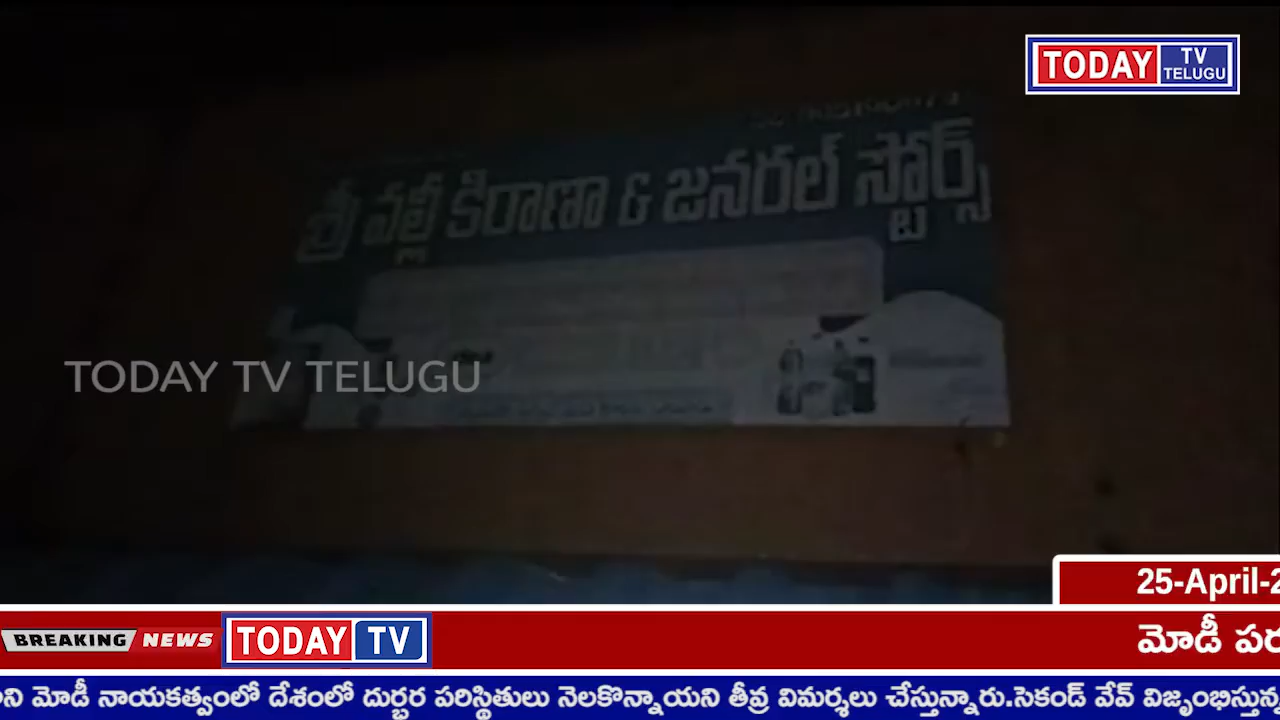 TODAY TV TELUGU
శ్రీ వల్లీ కిరాణా & జనరల్ స్టోర్స్
TODAY TV TELUGU
25-April-2
BREAKING NEWS TODAY TV మోడీ పర
ని మోడీ నాయకత్వంలో దేశంలో దుర్భర పరిస్థితులు నెలకొన్నాయని తీవ్ర విమర్శలు చేస్తున్నారు.సెకండ్ వేవ్ విజృంభిస్తున్న